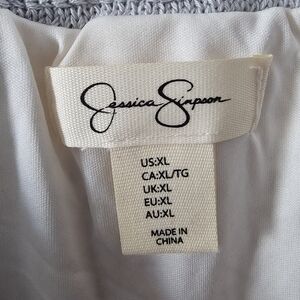 Jessica Simpson
US:XL
CA:XL/TG
UK:XL
EU:XL
AU:XL
MADE IN
CHINA